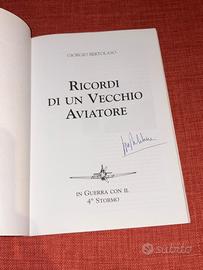 GIORGIO BERTOLASO
RICORDI
DI UN VECCHIO
AVIATORE
IN GUERRA CON IL
4° STORMO
subito